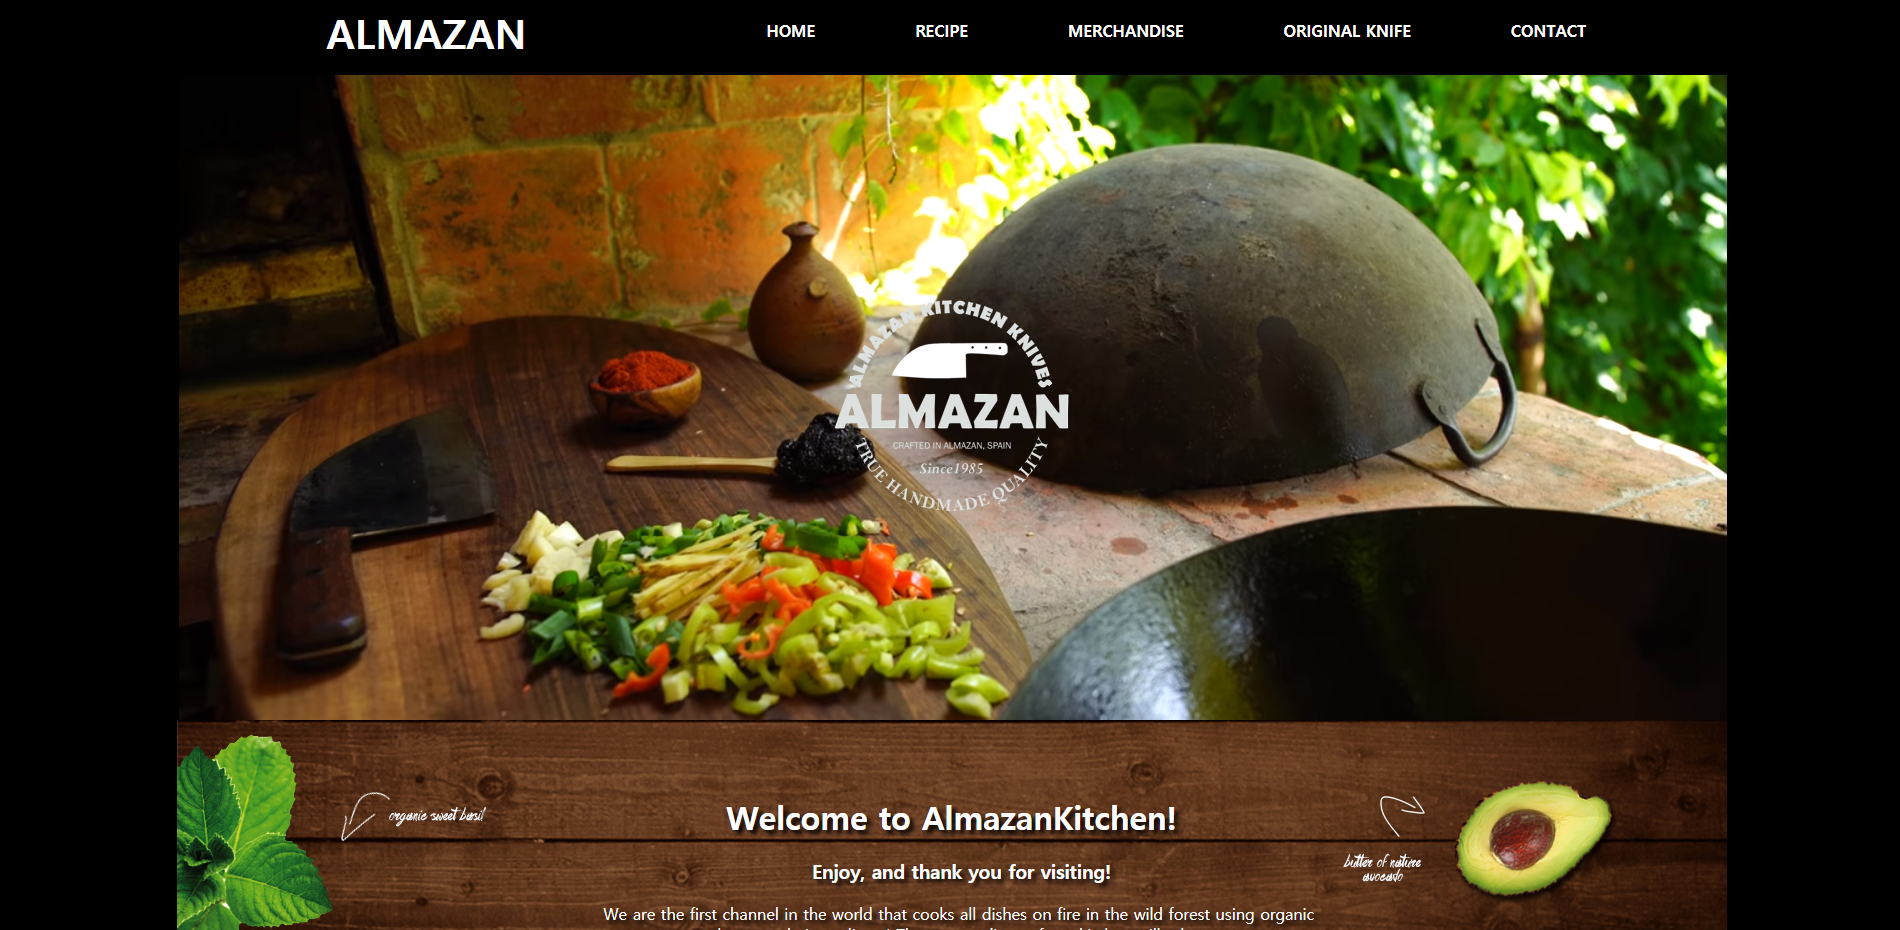 ALMAZAN
HOME RECIPE MERCHANDISE ORIGINAL KNIFE CONTACT
ALMAZAN KITCHEN KNIVES
ALMAZAN
CRAFTED IN ALMAZAN, SPAIN
Since1985
TRUE HANDMADE QUALITY
organic sweet basil
Welcome to AlmazanKitchen!
butter of nature
avocado
Enjoy, and thank you for visiting!
We are the first channel in the world that cooks all dishes on fire in the wild forest using organic